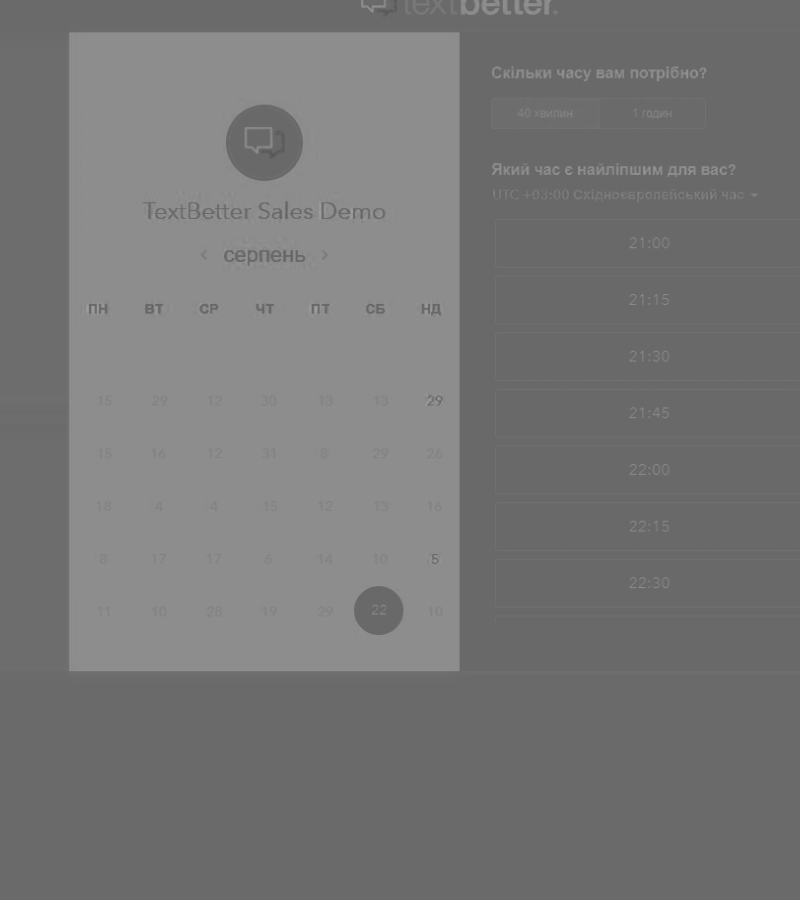 textbetter.
TextBetter Sales Demo
< серпень >
ПН ВТ СР ЧТ ПТ СБ НД
15 29 12 30 13 13 29
15 16 12 31 8 29 26
18 4 4 15 12 13 16
8 17 17 6 14 10 5
11 10 28 19 29 22 10
Скільки часу вам потрібно?
40 хвилин 1 годин
Який час є найліпшим для вас?
UTC +03:00 Східноєвропейський час
21:00
21:15
21:30
21:45
22:00
22:15
22:30